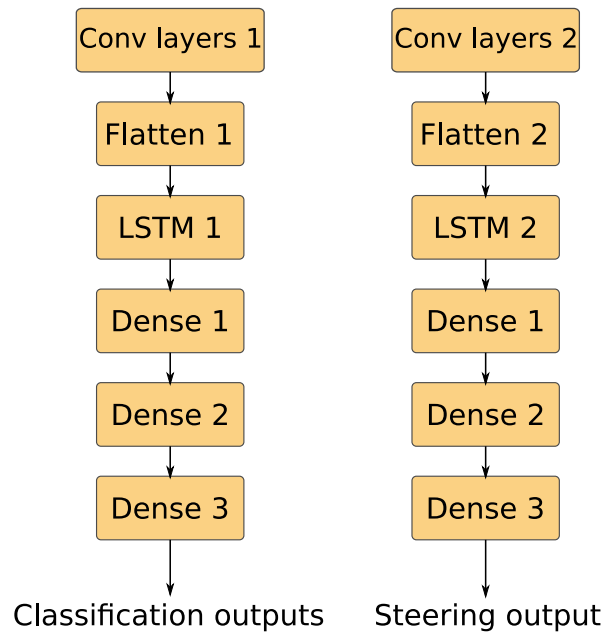 Conv layers 1
Flatten 1
LSTM 1
Dense 1
Dense 2
Dense 3
Classification outputs
Conv layers 2
Flatten 2
LSTM 2
Dense 1
Dense 2
Dense 3
Steering output